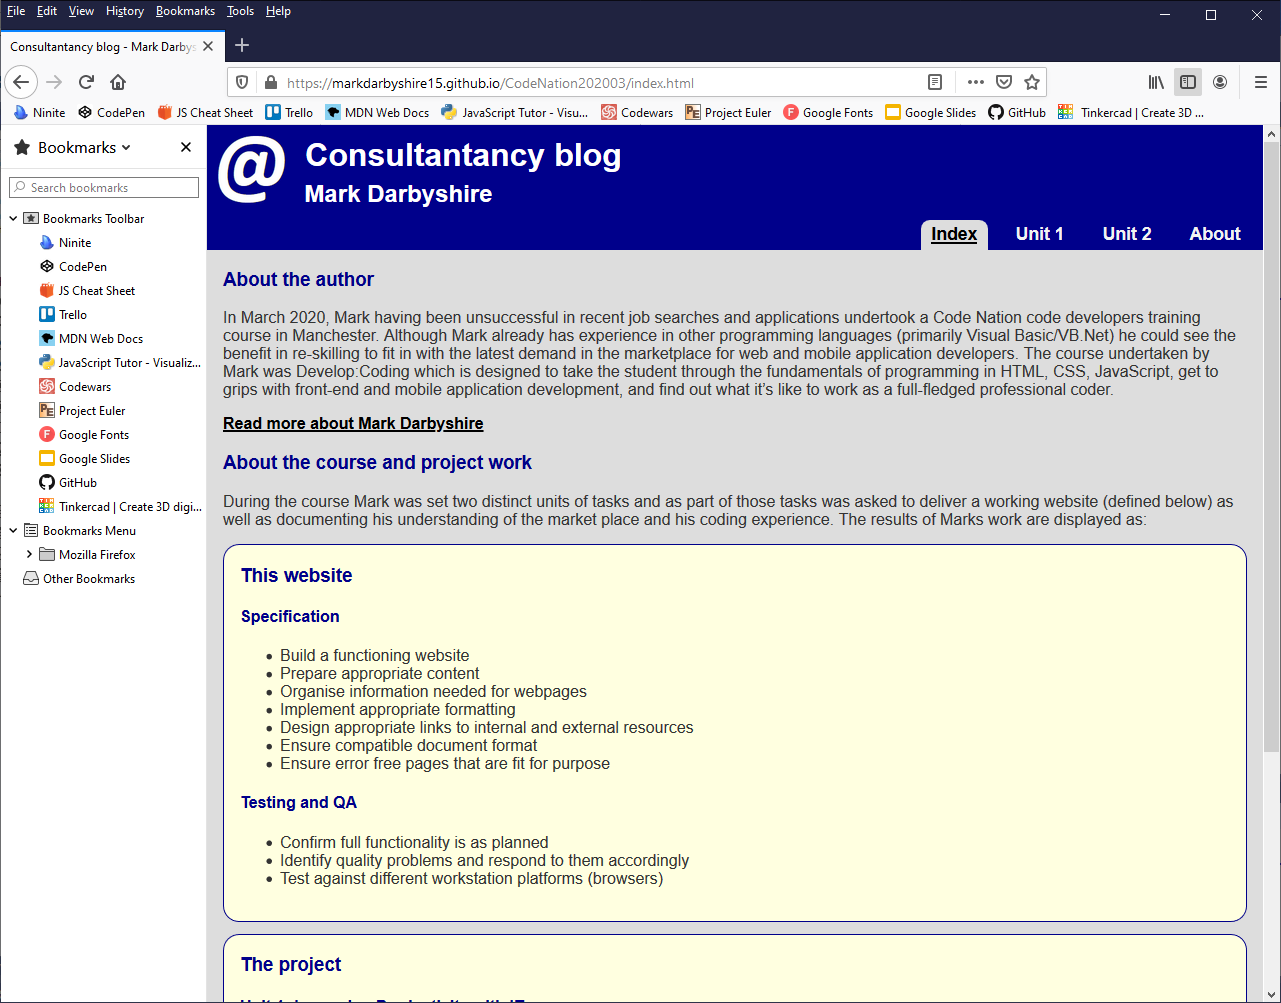 File Edit View History Bookmarks Tools Help
Consultantancy blog - Mark Darbys
https://markdarbyshire15.github.io/CodeNation202003/index.html
Ninite CodePen JS Cheat Sheet Trello MDN Web Docs JavaScript Tutor - Visu... Codewars Project Euler Google Fonts Google Slides GitHub Tinkercad | Create 3D ...
Bookmarks
Search bookmarks
Bookmarks Toolbar
Ninite
CodePen
JS Cheat Sheet
Trello
MDN Web Docs
JavaScript Tutor - Visualiz...
Codewars
Project Euler
Google Fonts
Google Slides
GitHub
Tinkercad | Create 3D digi...
Bookmarks Menu
Mozilla Firefox
Other Bookmarks
@ Consultantancy blog
Mark Darbyshire
Index Unit 1 Unit 2 About
About the author
In March 2020, Mark having been unsuccessful in recent job searches and applications undertook a Code Nation code developers training
course in Manchester. Although Mark already has experience in other programming languages (primarily Visual Basic/VB.Net) he could see the
benefit in re-skilling to fit in with the latest demand in the marketplace for web and mobile application developers. The course undertaken by
Mark was Develop:Coding which is designed to take the student through the fundamentals of programming in HTML, CSS, JavaScript, get to
grips with front-end and mobile application development, and find out what it’s like to work as a full-fledged professional coder.
Read more about Mark Darbyshire
About the course and project work
During the course Mark was set two distinct units of tasks and as part of those tasks was asked to deliver a working website (defined below) as
well as documenting his understanding of the market place and his coding experience. The results of Marks work are displayed as:
This website
Specification
• Build a functioning website
• Prepare appropriate content
• Organise information needed for webpages
• Implement appropriate formatting
• Design appropriate links to internal and external resources
• Ensure compatible document format
• Ensure error free pages that are fit for purpose
Testing and QA
• Confirm full functionality is as planned
• Identify quality problems and respond to them accordingly
• Test against different workstation platforms (browsers)
The project